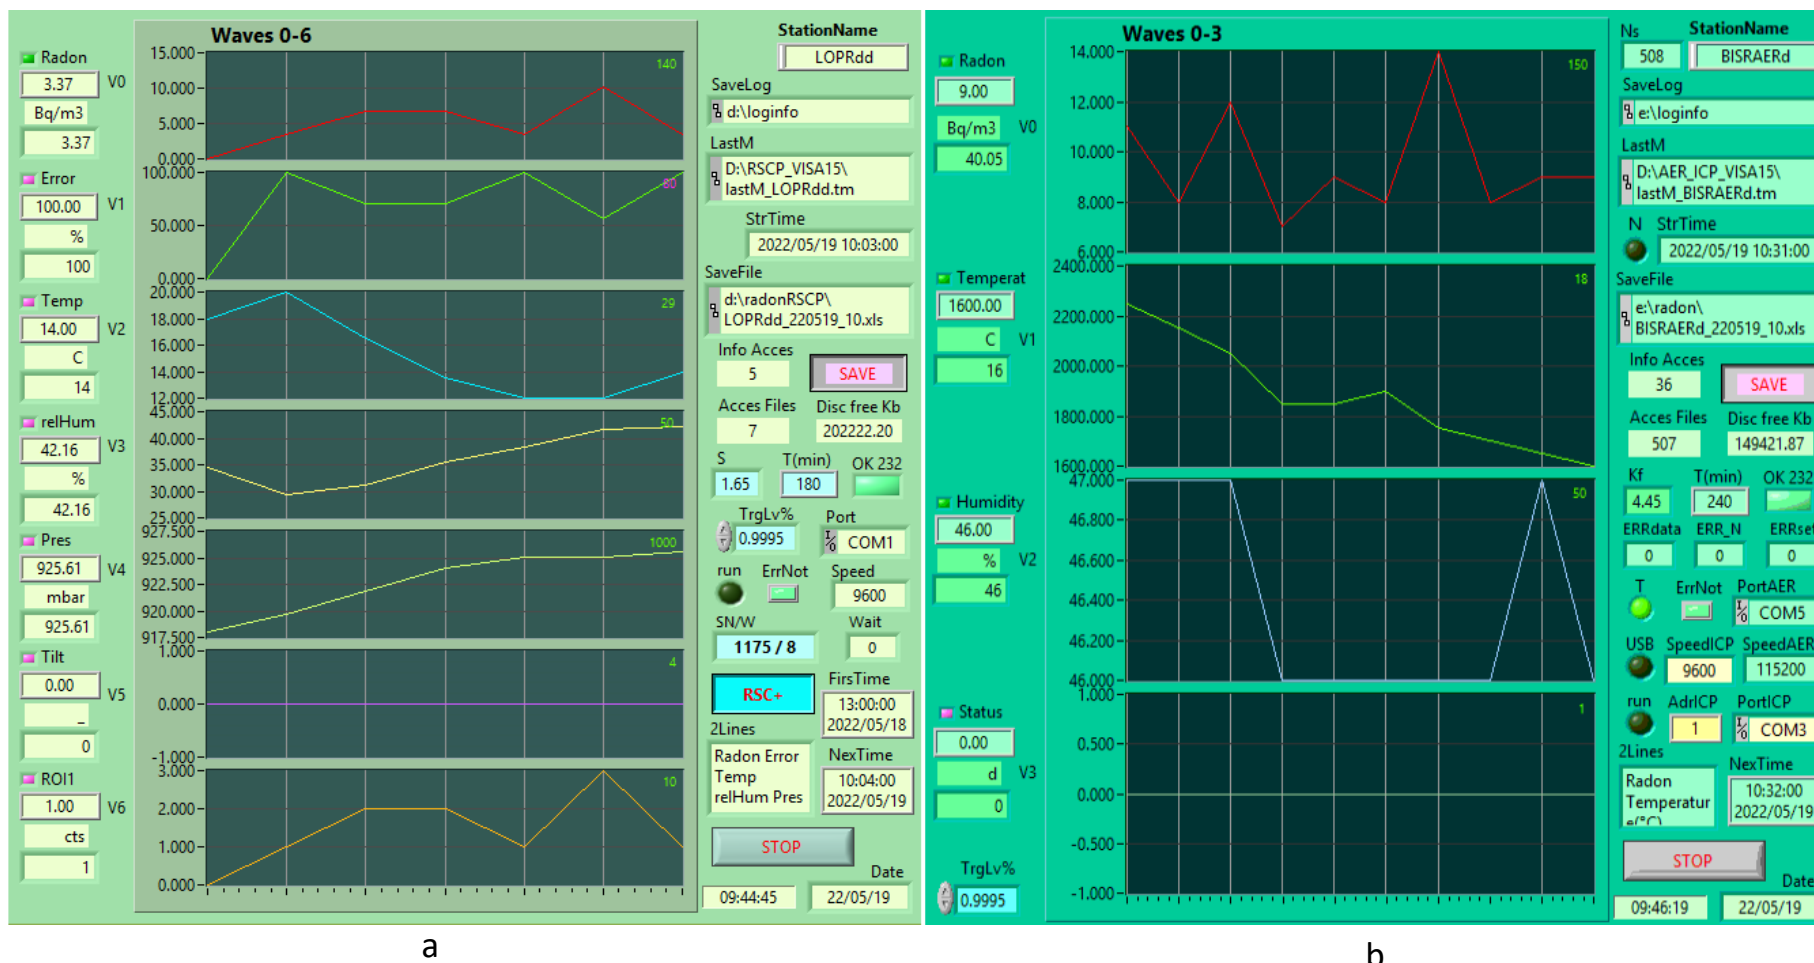 Waves 0-6
Radon
3.37 V0
Bq/m3
3.37
Error
100.00 V1
%
100
Temp
14.00 V2
C
14
relHum
42.16 V3
%
42.16
Pres
925.61 V4
mbar
925.61
Tilt
0.00 V5
_
0
ROI1
1.00 V6
cts
1
15.000
10.000
5.000
0.000
140
100.000
50.000
0.000
80
20.000
18.000
16.000
14.000
12.000
29
45.000
40.000
35.000
30.000
25.000
50
927.500
925.000
922.500
920.000
917.500
1000
1.000
0.000
-1.000
4
3.000
2.000
1.000
0.000
10
StationName
LOPRdd
SaveLog
d:\loginfo
LastM
D:\RSCP_VISA15\
lastM_LOPRdd.tm
StrTime
2022/05/19 10:03:00
SaveFile
d:\radonRSCP\
LOPRdd_220519_10.xls
Info Acces
5 SAVE
Acces Files Disc free Kb
7 202222.20
S T(min) OK 232
1.65 180
TrgLv% Port
0.9995 COM1
run ErrNot Speed
9600
SN/W Wait
1175 / 8 0
RSC+ FirsTime
13:00:00
2022/05/18
2Lines
Radon Error
Temp
relHum Pres
NexTime
10:04:00
2022/05/19
STOP
Date
09:44:45 22/05/19
a
Waves 0-3
Radon
9.00
Bq/m3 V0
40.05
Temperat
1600.00
C V1
16
Humidity
46.00
% V2
46
Status
0.00
d V3
0
TrgLv%
0.9995
14.000
12.000
10.000
8.000
6.000
150
2400.000
2200.000
2000.000
1800.000
1600.000
18
47.000
46.800
46.600
46.400
46.200
46.000
50
1.000
0.500
0.000
-0.500
-1.000
1
Ns StationName
508 BISRAERd
SaveLog
e:\loginfo
LastM
D:\AER_ICP_VISA15\
lastM_BISRAERd.tm
N StrTime
2022/05/19 10:31:00
SaveFile
e:\radon\
BISRAERd_220519_10.xls
Info Acces
36 SAVE
Acces Files Disc free Kb
507 149421.87
Kf T(min) OK 232
4.45 240
ERRdata ERR_N ERRset
0 0 0
T ErrNot PortAER
COM5
USB SpeedICP SpeedAER
9600 115200
run AdrICP PortICP
1 COM3
2Lines
Radon
Temperatur
e(°C)
NexTime
10:32:00
2022/05/19
STOP
Date
09:46:19 22/05/19
b